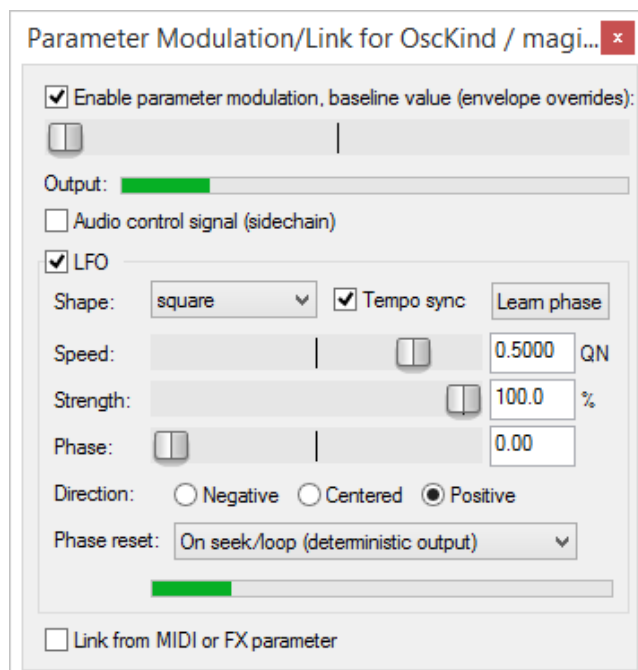 Parameter Modulation/Link for OscKind / magi... x
Enable parameter modulation, baseline value (envelope overrides):
Output:
Audio control signal (sidechain)
LFO
Shape: square Tempo sync Learn phase
Speed: 0.5000 QN
Strength: 100.0 %
Phase: 0.00
Direction: Negative Centered Positive
Phase reset: On seek/loop (deterministic output)
Link from MIDI or FX parameter